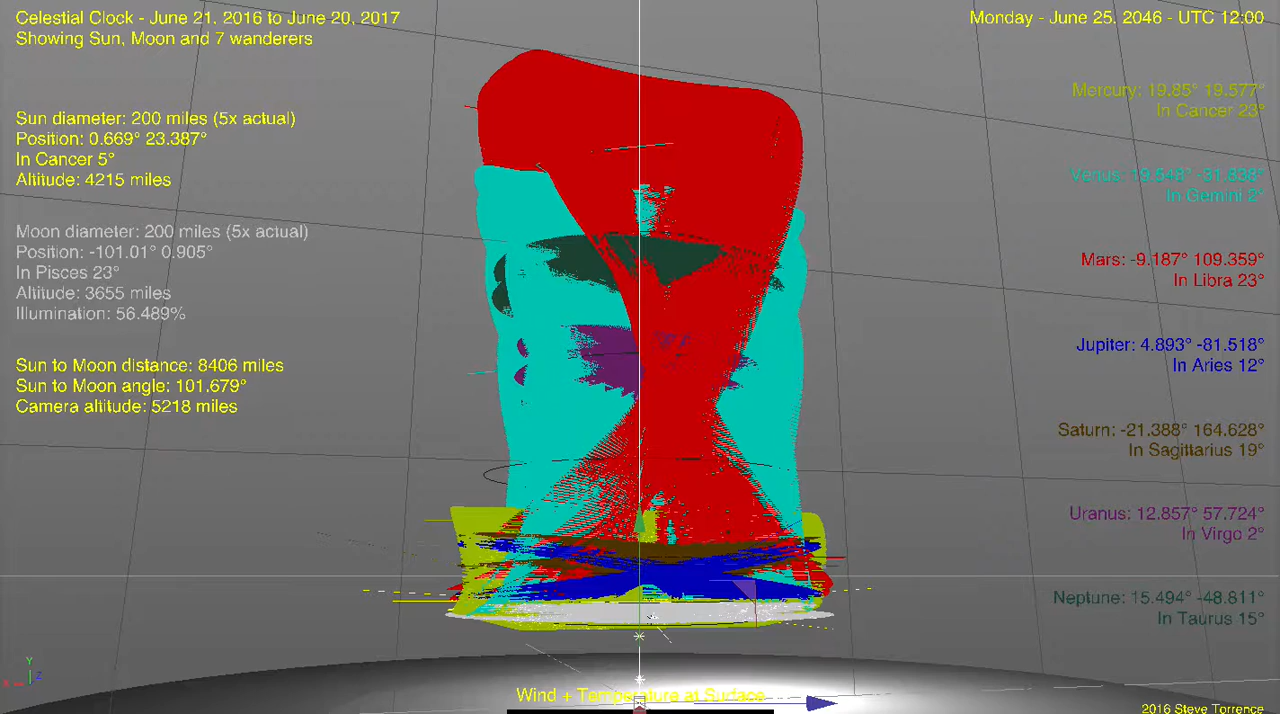 Celestial Clock - June 21, 2016 to June 20, 2017
Showing Sun, Moon and 7 wanderers
Monday - June 25, 2046 - UTC 12:00
Sun diameter: 200 miles (5x actual)
Position: 0.669° 23.387°
In Cancer 5°
Altitude: 4215 miles
Moon diameter: 200 miles (5x actual)
Position: -101.01° 0.905°
In Pisces 23°
Altitude: 3655 miles
Illumination: 56.489%
Sun to Moon distance: 8406 miles
Sun to Moon angle: 101.679°
Camera altitude: 5218 miles
Mercury: 19.85° 19.577°
In Cancer 23°
Venus: 19.548° -31.838°
In Gemini 2°
Mars: -9.187° 109.359°
In Libra 23°
Jupiter: 4.893° -81.518°
In Aries 12°
Saturn: -21.388° 164.628°
In Sagittarius 19°
Uranus: 12.857° 57.724°
In Virgo 2°
Neptune: 15.494° -48.811°
In Taurus 15°
Y
Z
Wind + Temperature at Surface
2016 Steve Torrence